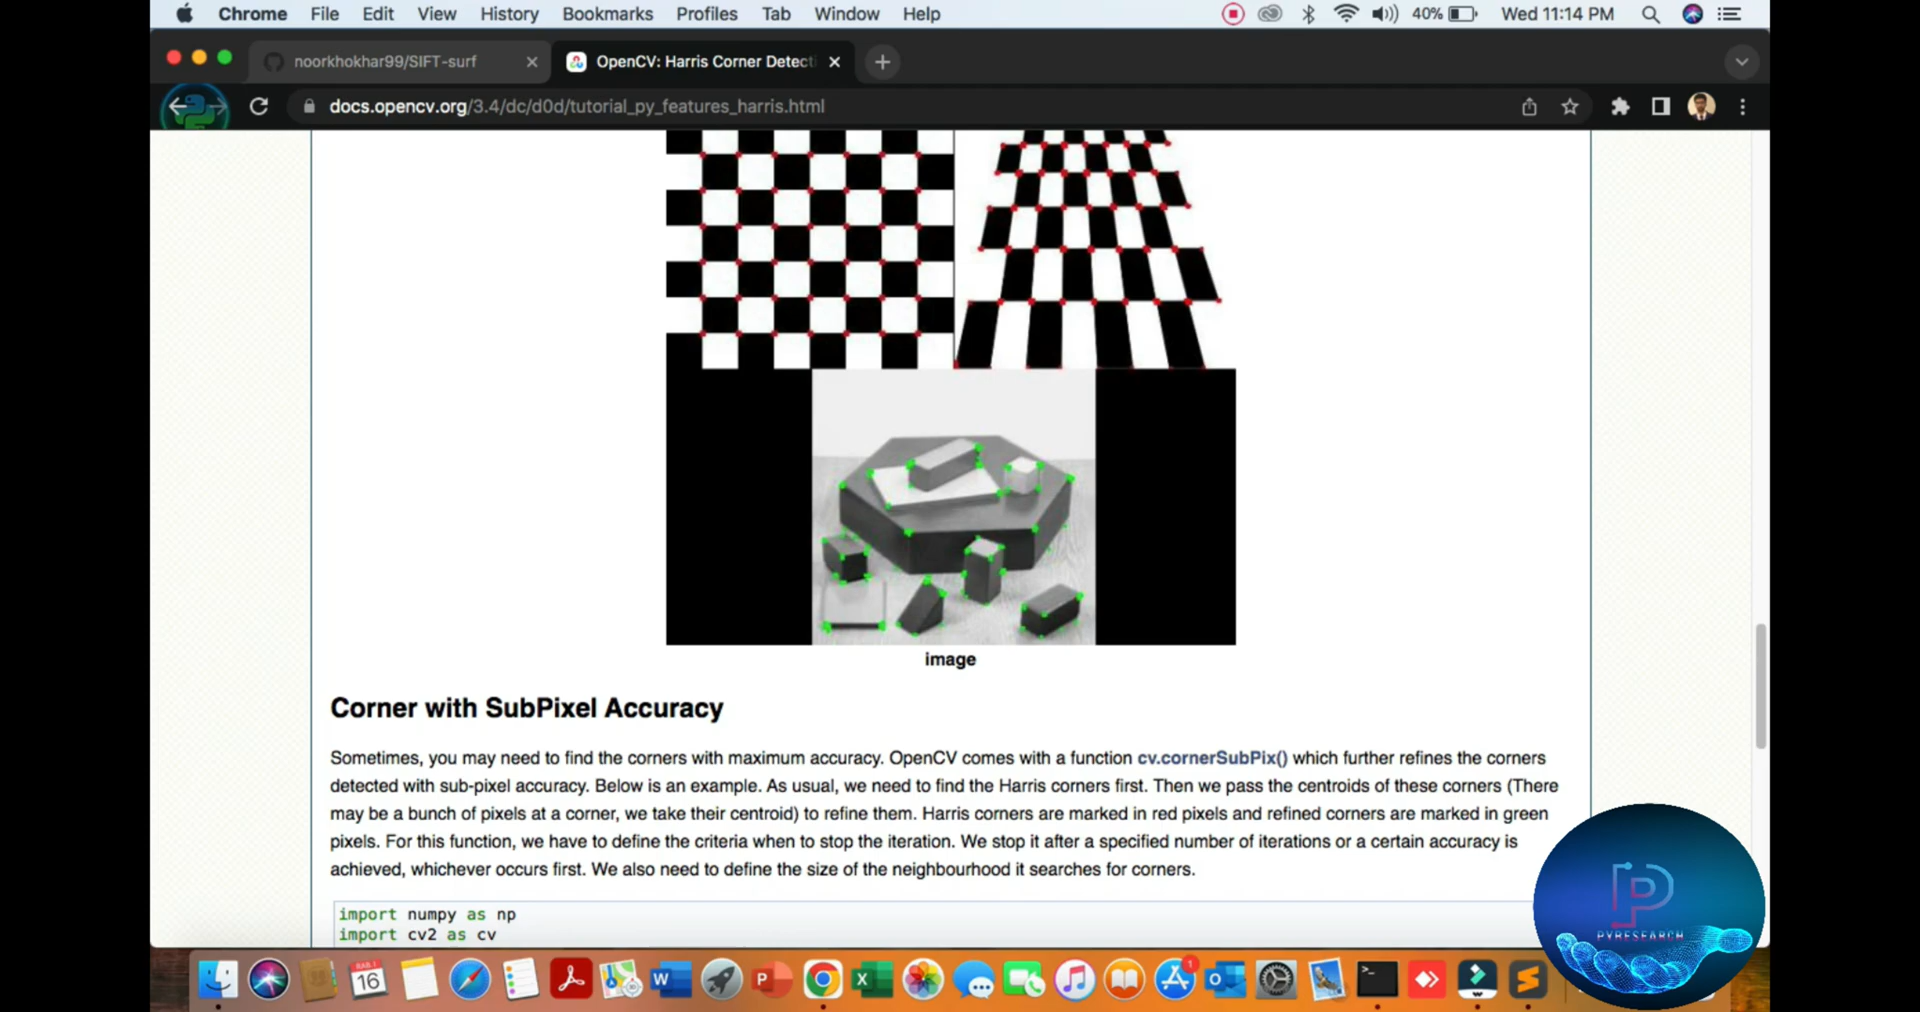 Chrome File Edit View History Bookmarks Profiles Tab Window Help 40% Wed 11:14 PM
noorkhokhar99/SIFT-surf
OpenCV: Harris Corner Detecti
docs.opencv.org/3.4/dc/d0d/tutorial_py_features_harris.html
image
Corner with SubPixel Accuracy
Sometimes, you may need to find the corners with maximum accuracy. OpenCV comes with a function cv.cornerSubPix() which further refines the corners
detected with sub-pixel accuracy. Below is an example. As usual, we need to find the Harris corners first. Then we pass the centroids of these corners (There
may be a bunch of pixels at a corner, we take their centroid) to refine them. Harris corners are marked in red pixels and refined corners are marked in green
pixels. For this function, we have to define the criteria when to stop the iteration. We stop it after a specified number of iterations or a certain accuracy is
achieved, whichever occurs first. We also need to define the size of the neighbourhood it searches for corners.
import numpy as np
import cv2 as cv
P
PYRESEARCH
16
W
P
X
1
O
>_
S